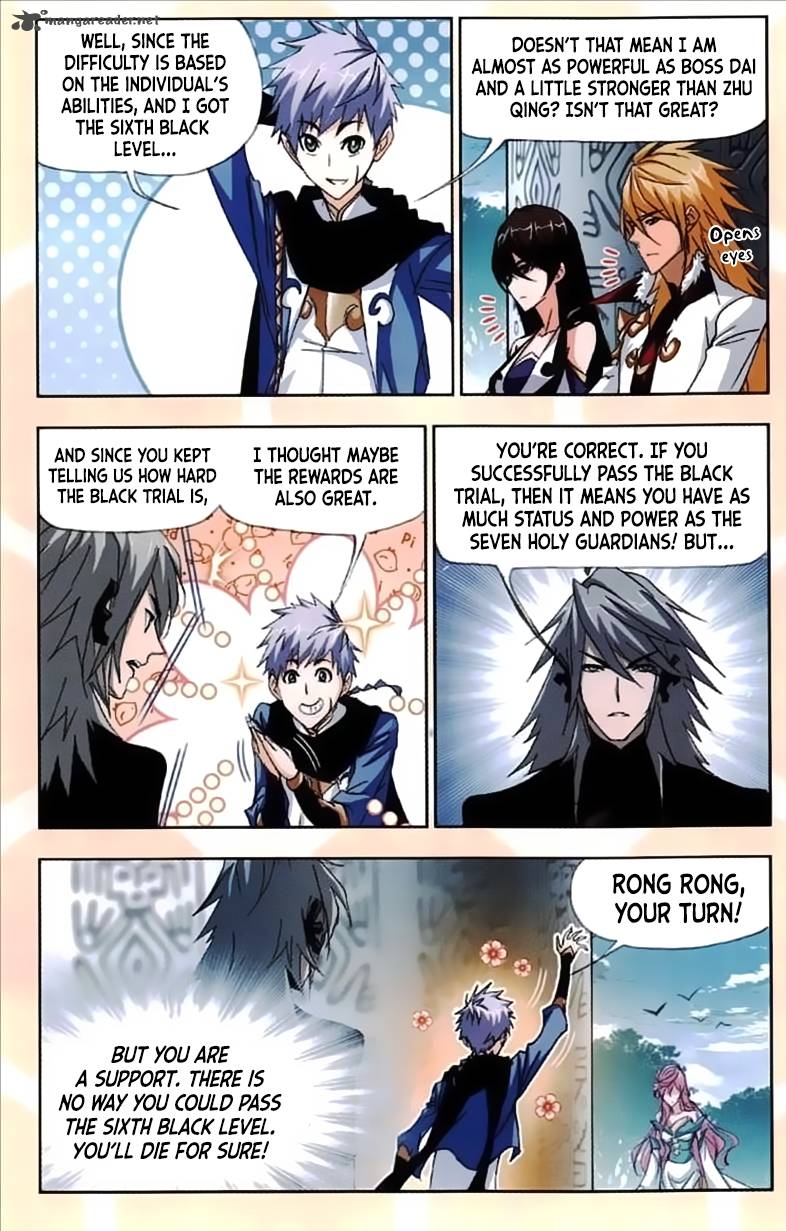 mangareader.net
WELL, SINCE THE
DIFFICULTY IS BASED
ON THE INDIVIDUAL'S
ABILITIES, AND I GOT
THE SIXTH BLACK
LEVEL...
DOESN'T THAT MEAN I AM
ALMOST AS POWERFUL AS BOSS DAI
AND A LITTLE STRONGER THAN ZHU
QING? ISN'T THAT GREAT?
Opens
eyes
AND SINCE YOU KEPT
TELLING US HOW HARD
THE BLACK TRIAL IS,
I THOUGHT MAYBE
THE REWARDS ARE
ALSO GREAT.
Pi
YOU'RE CORRECT. IF YOU
SUCCESSFULLY PASS THE BLACK
TRIAL, THEN IT MEANS YOU HAVE AS
MUCH STATUS AND POWER AS THE
SEVEN HOLY GUARDIANS! BUT...
RONG RONG,
YOUR TURN!
BUT YOU ARE
A SUPPORT. THERE IS
NO WAY YOU COULD PASS
THE SIXTH BLACK LEVEL.
YOU'LL DIE FOR SURE!